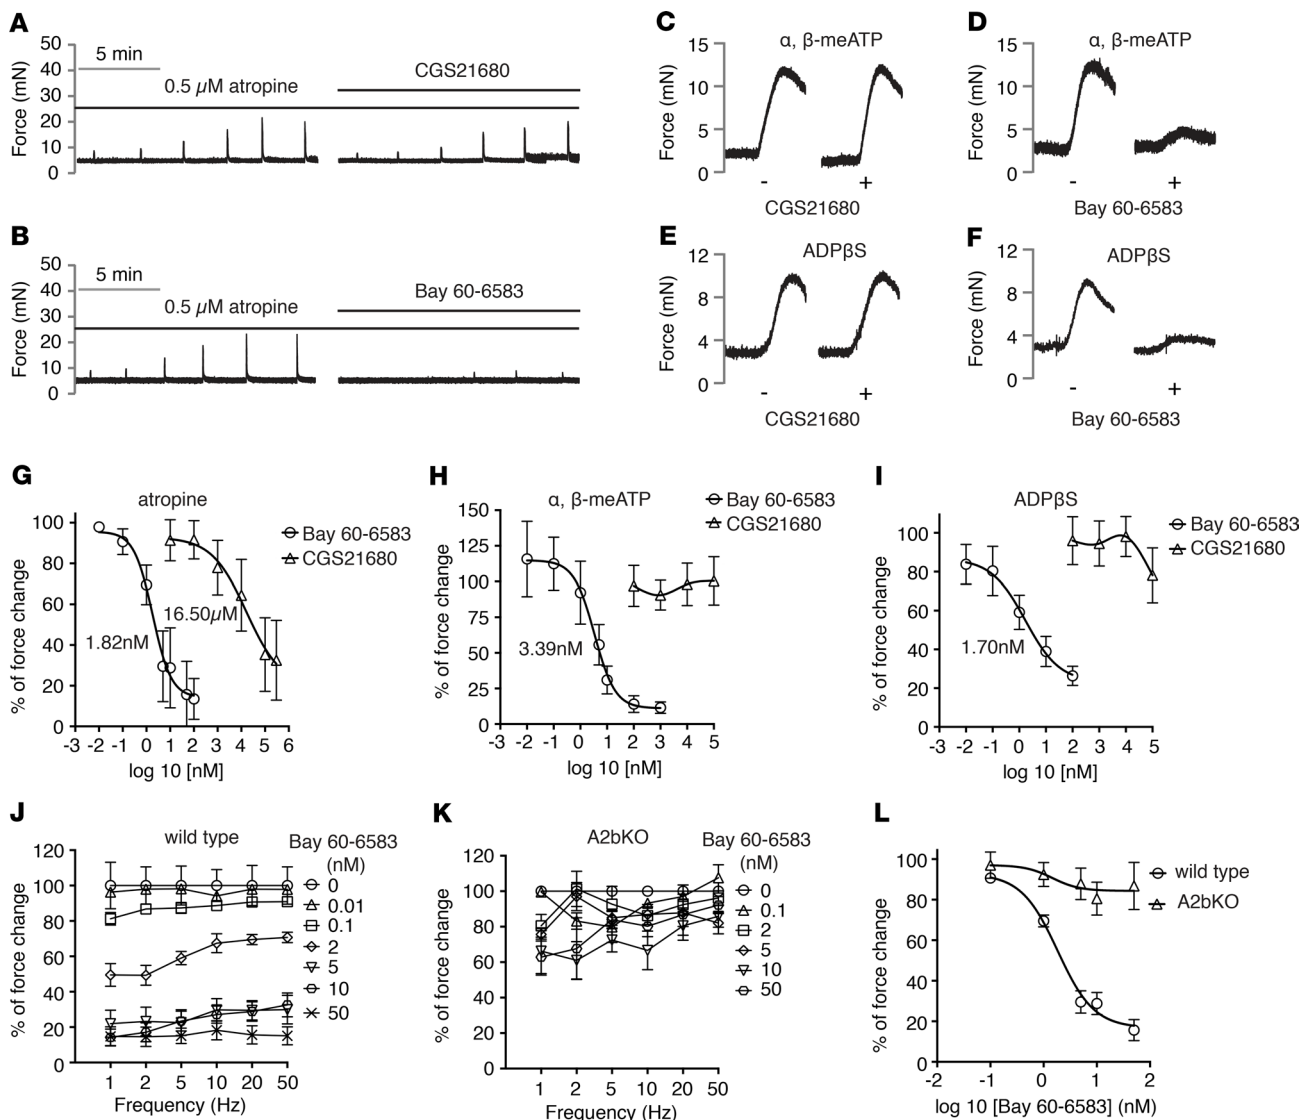 A
50
40
30
20
10
0
Force (mN)
5 min
0.5 µM atropine
CGS21680
B
50
40
30
20
10
0
Force (mN)
5 min
0.5 µM atropine
Bay 60-6583
C
15
10
5
0
Force (mN)
α, β-meATP
- +
CGS21680
D
15
10
5
0
Force (mN)
α, β-meATP
- +
Bay 60-6583
E
12
8
4
0
Force (mN)
ADPβS
- +
CGS21680
F
12
8
4
0
Force (mN)
ADPβS
- +
Bay 60-6583
G
atropine
Bay 60-6583
CGS21680
100
80
60
40
20
0
% of force change
16.50µM
1.82nM
-3 -2 -1 0 1 2 3 4 5 6
log 10 [nM]
H
α, β-meATP
Bay 60-6583
CGS21680
150
125
100
75
50
25
0
% of force change
3.39nM
-3 -2 -1 0 1 2 3 4 5
log 10 [nM]
I
ADPβS
Bay 60-6583
CGS21680
100
80
60
40
20
0
% of force change
1.70nM
-3 -2 -1 0 1 2 3 4 5
log 10 [nM]
J
wild type
Bay 60-6583
(nM)
0
0.01
0.1
2
5
10
50
120
100
80
60
40
20
0
% of force change
1 2 5 10 20 50
Frequency (Hz)
K
A2bKO
Bay 60-6583
(nM)
0
0.1
2
5
10
50
120
100
80
60
40
20
0
% of force change
1 2 5 10 20 50
Frequency (Hz)
L
wild type
A2bKO
100
80
60
40
20
0
% of force change
-2 -1 0 1 2
log 10 [Bay 60-6583] (nM)